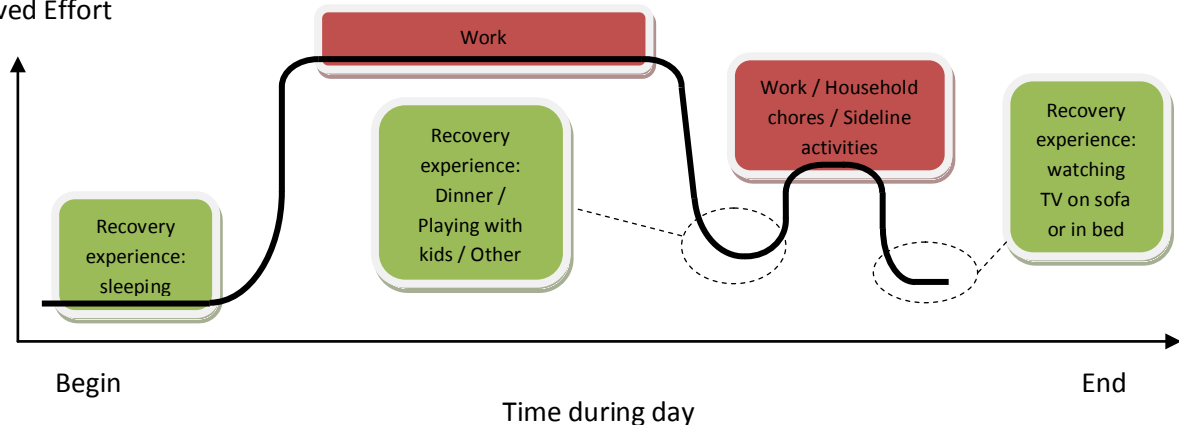 ved Effort
Work
Work / Household
chores / Sideline
activities
Recovery
experience:
Dinner /
Playing with
kids / Other
Recovery
experience:
watching
TV on sofa
or in bed
Recovery
experience:
sleeping
Begin
End
Time during day